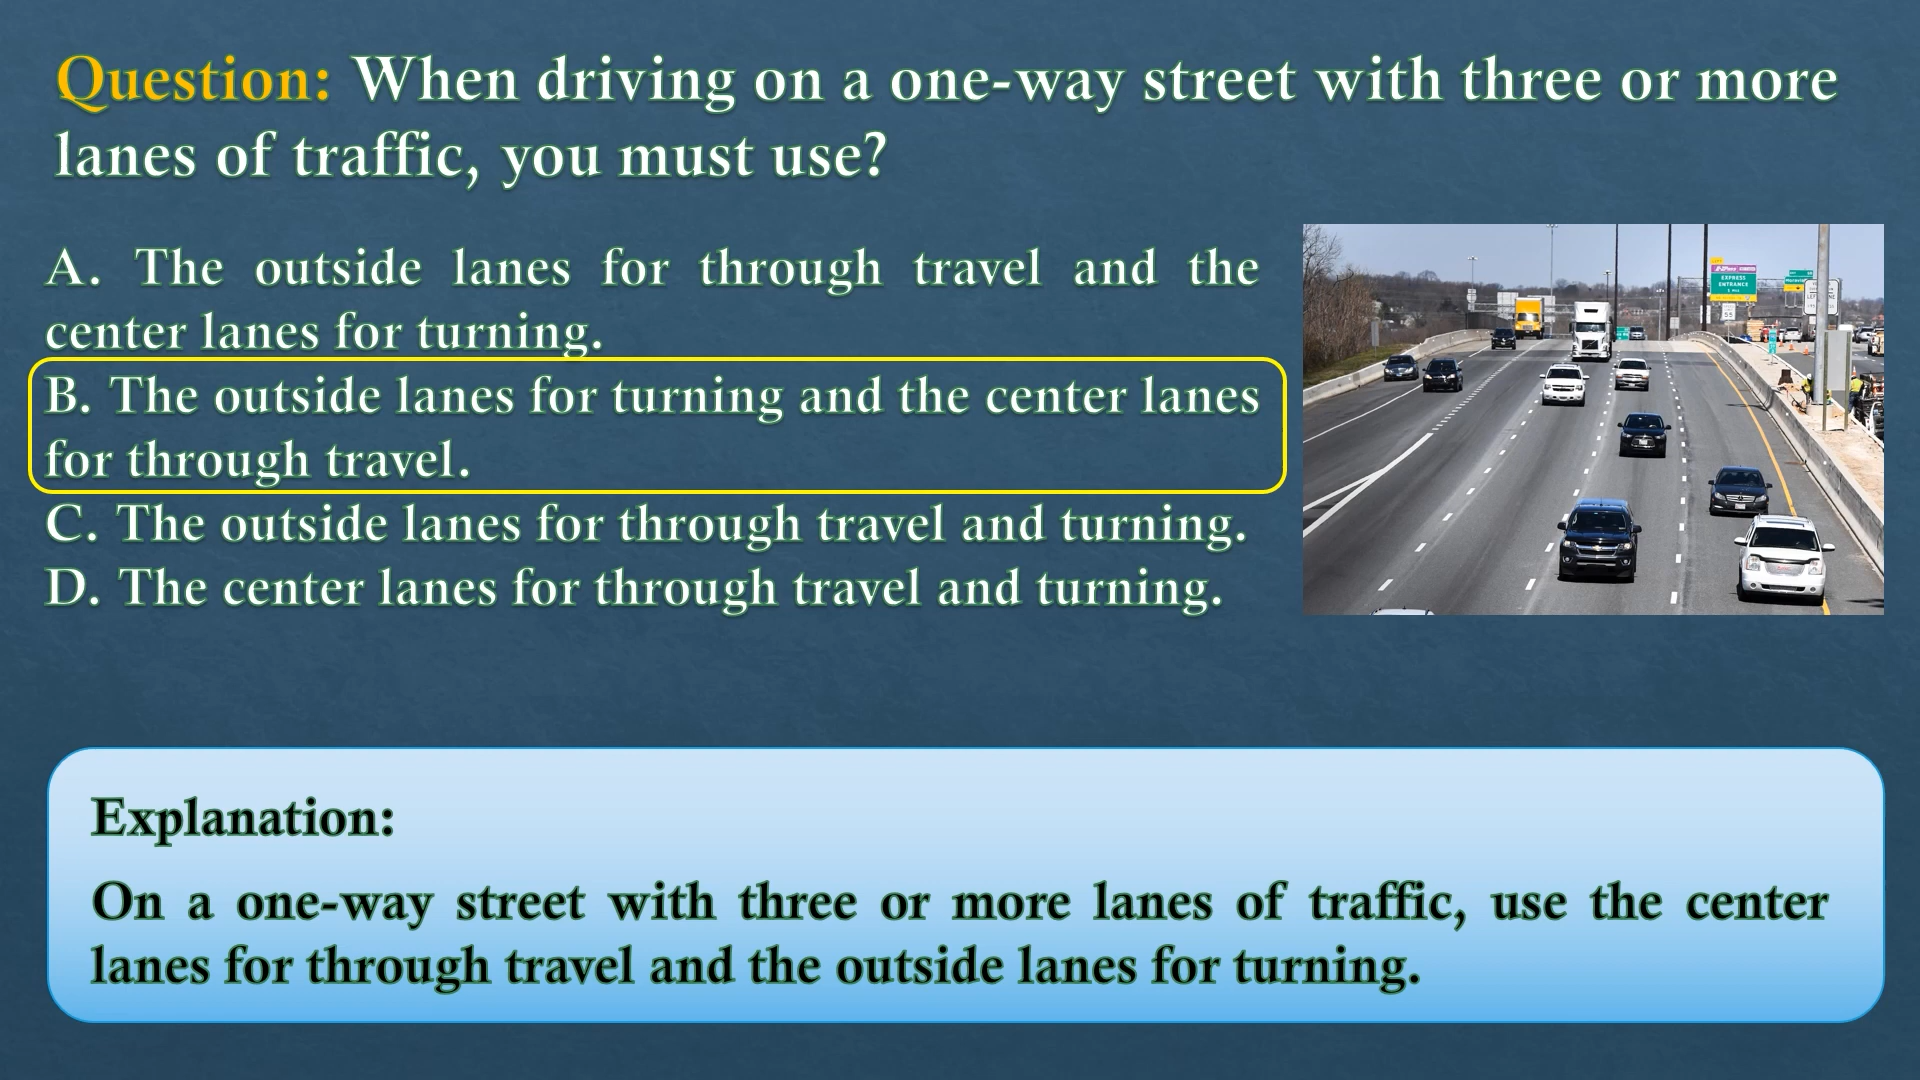 Question: When driving on a one-way street with three or more
lanes of traffic, you must use?
A. The outside lanes for through travel and the
center lanes for turning.
B. The outside lanes for turning and the center lanes
for through travel.
C. The outside lanes for through travel and turning.
D. The center lanes for through travel and turning.
EXPRESS
ENTRANCE
55
Explanation:
On a one-way street with three or more lanes of traffic, use the center
lanes for through travel and the outside lanes for turning.